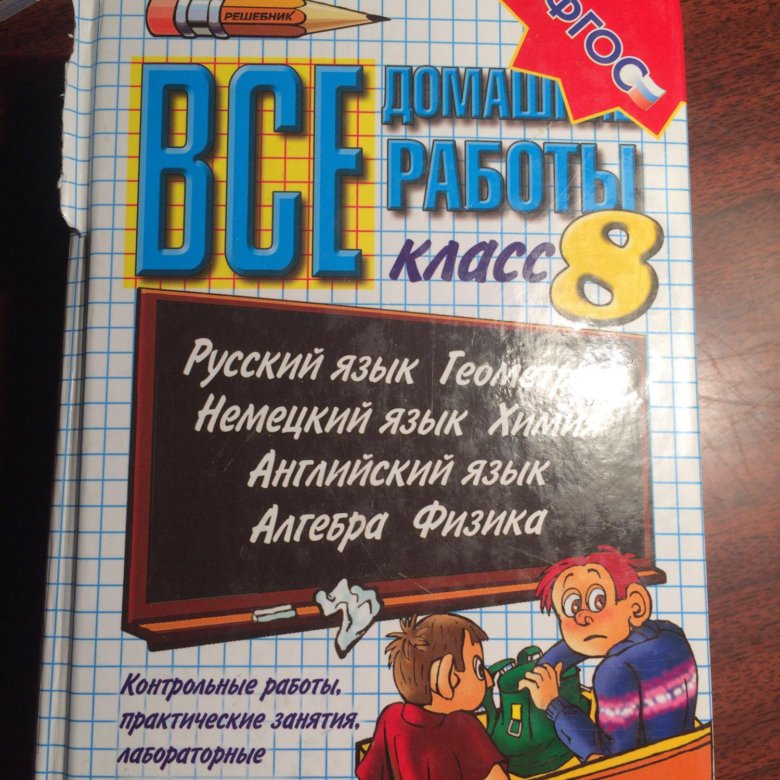 РЕШЕБНИК
ФГОС
ВСЕ
РАБОТЫ
класс 8
Русский язык
Немецкий язык Химия
Английский язык
Алгебра Физика
Контрольные работы,
практические занятия,
лабораторные